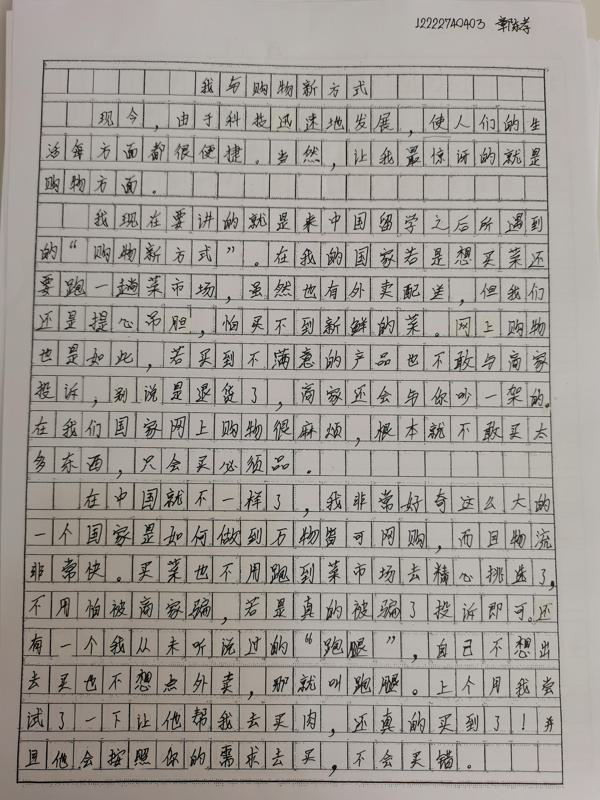 12222740403
我与购物新方式
现今，由于科技迅速地发展，使人们的生
活每方面都很便捷。当然，让我最惊讶的就是
购物方面。
我现在要讲的就是来中国留学之后所遇到
的“购物新方式”。在我的国家若是想买菜还
要跑一趟菜市场，虽然也有外卖配送，但我们
还是提心吊胆，怕买不到新鲜的菜。网上购物
也是如此，若买到不满意的产品也不敢与商家
投诉，别说是退货了，商家还会与你吵一架的。
在我们国家网上购物很麻烦，根本就不敢买太
多东西，只会买必须品。
在中国就不一样了，我非常好奇这么大的
一个国家是如何做到万物皆可网购，而且物流
非常快。买菜也不用跑到菜市场去精心挑选了，
不用怕被商家骗，若是真的被骗了投诉即可。还
有一个我从未听说过的“跑腿”，自己不想出
去买也不想点外卖，那就叫跑腿。上个月我尝
试了一下让他帮我去买肉，还真的买到了！并
且他会按照你的需求去买，不会买错。